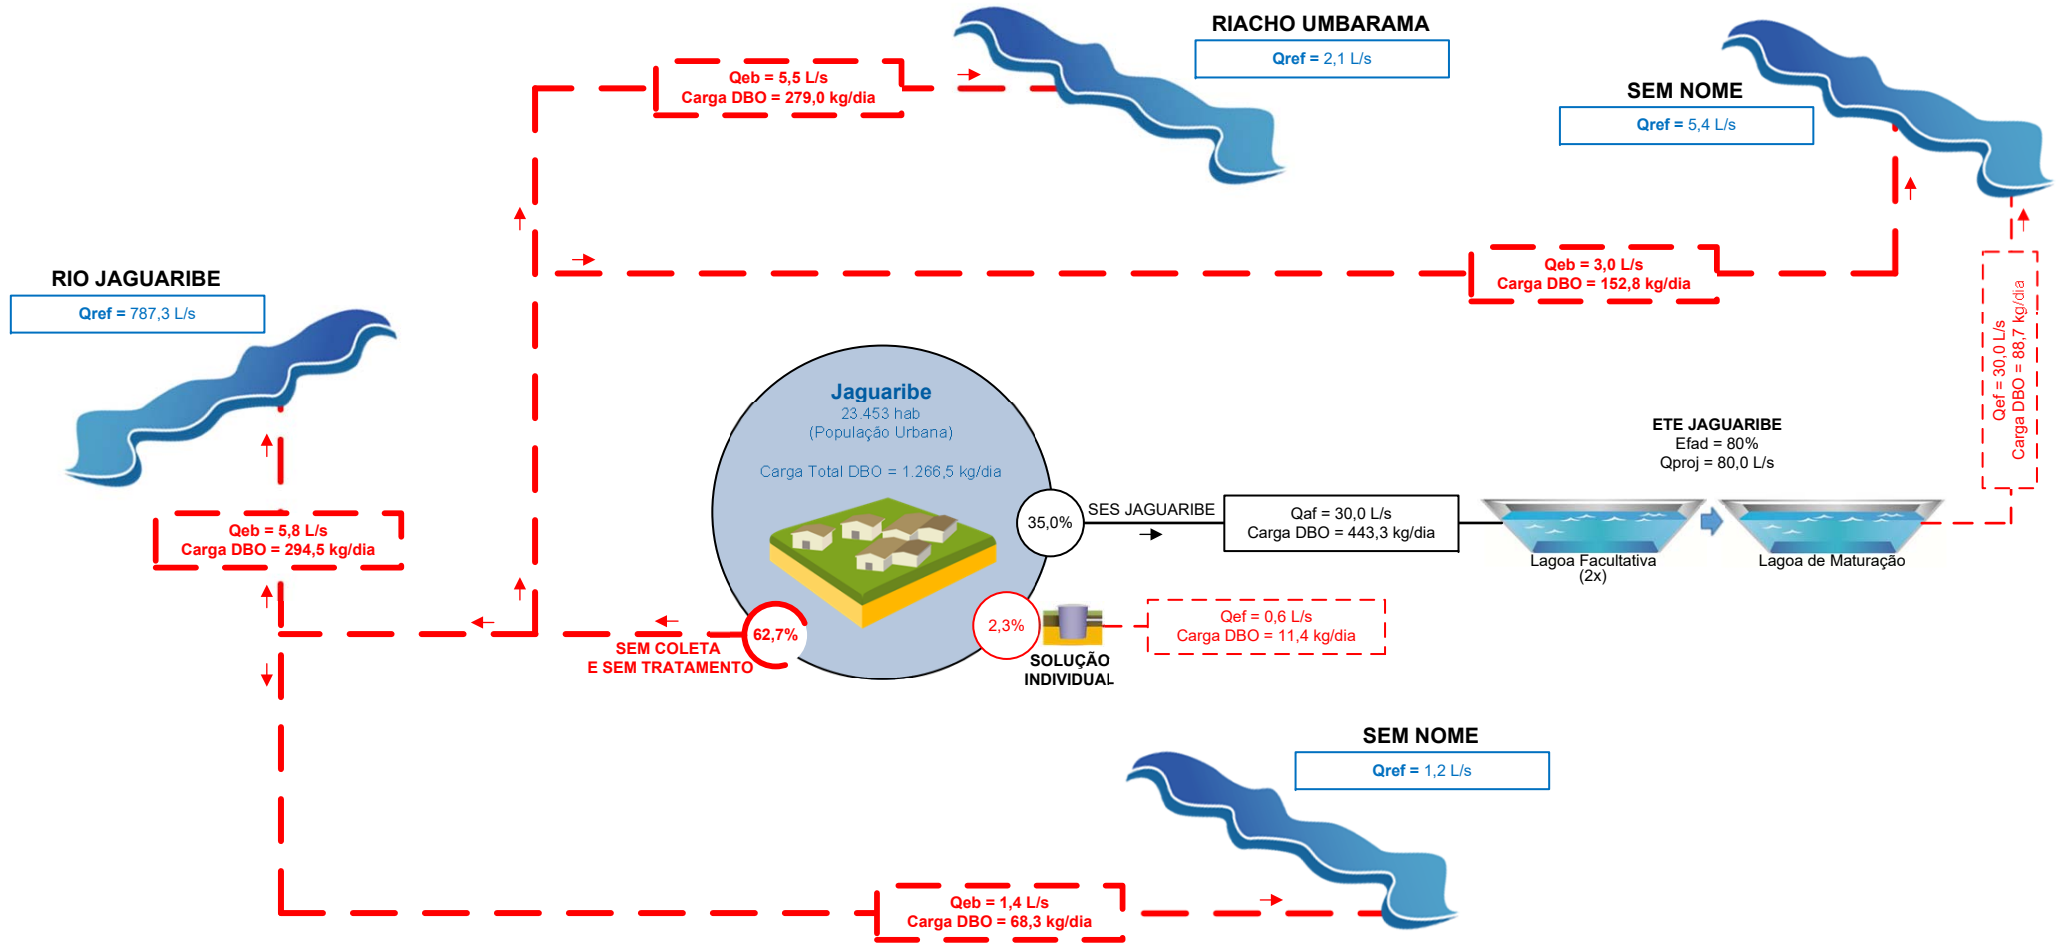 RIACHO UMBARAMA
Qref = 2,1 L/s
Qeb = 5,5 L/s
Carga DBO = 279,0 kg/dia
SEM NOME
Qref = 5,4 L/s
Qeb = 3,0 L/s
Carga DBO = 152,8 kg/dia
RIO JAGUARIBE
Qref = 787,3 L/s
Qef = 30,0 L/s
Carga DBO = 88,7 kg/dia
Jaguaribe
23.453 hab
(População Urbana)
Carga Total DBO = 1.266,5 kg/dia
ETE JAGUARIBE
Efad = 80%
Qproj = 80,0 L/s
35,0%
SES JAGUARIBE
Qaf = 30,0 L/s
Carga DBO = 443,3 kg/dia
Lagoa Facultativa
(2x)
Lagoa de Maturação
Qeb = 5,8 L/s
Carga DBO = 294,5 kg/dia
62,7%
SEM COLETA
E SEM TRATAMENTO
2,3%
SOLUÇÃO
INDIVIDUAL
Qef = 0,6 L/s
Carga DBO = 11,4 kg/dia
SEM NOME
Qref = 1,2 L/s
Qeb = 1,4 L/s
Carga DBO = 68,3 kg/dia